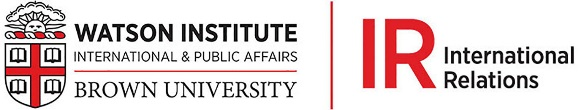 WATSON INSTITUTE
INTERNATIONAL & PUBLIC AFFAIRS
BROWN UNIVERSITY
IR International
Relations